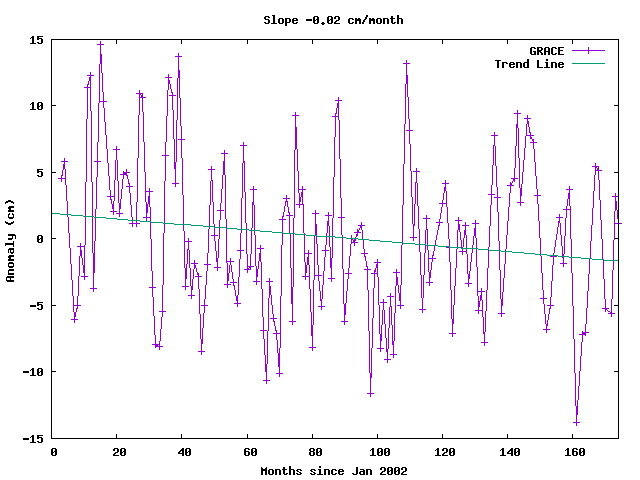 Slope -0.02 cm/month
GRACE
Trend Line
Anomaly (cm)
15
10
5
0
-5
-10
-15
0 20 40 60 80 100 120 140 160
Months since Jan 2002